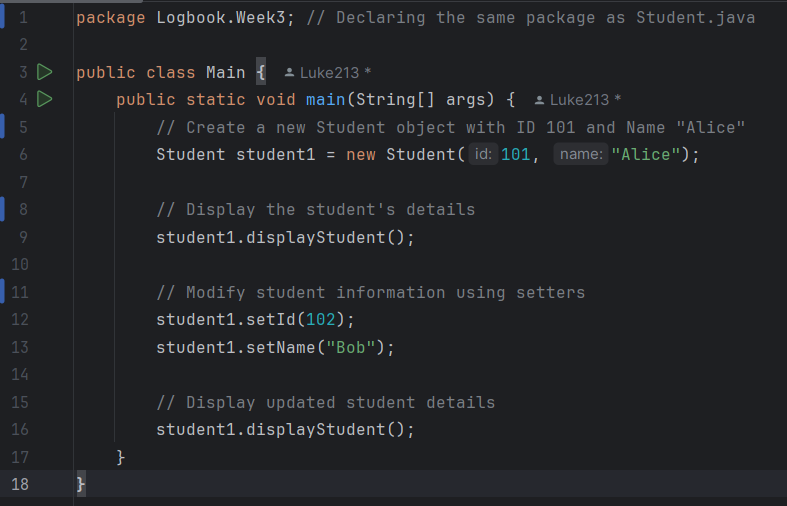 1 package Logbook.Week3; // Declaring the same package as Student.java
2
3 public class Main { Luke213 *
4 public static void main(String[] args) { Luke213 *
5 // Create a new Student object with ID 101 and Name "Alice"
6 Student student1 = new Student( id: 101, name: "Alice");
7
8 // Display the student's details
9 student1.displayStudent();
10
11 // Modify student information using setters
12 student1.setId(102);
13 student1.setName("Bob");
14
15 // Display updated student details
16 student1.displayStudent();
17 }
18 }